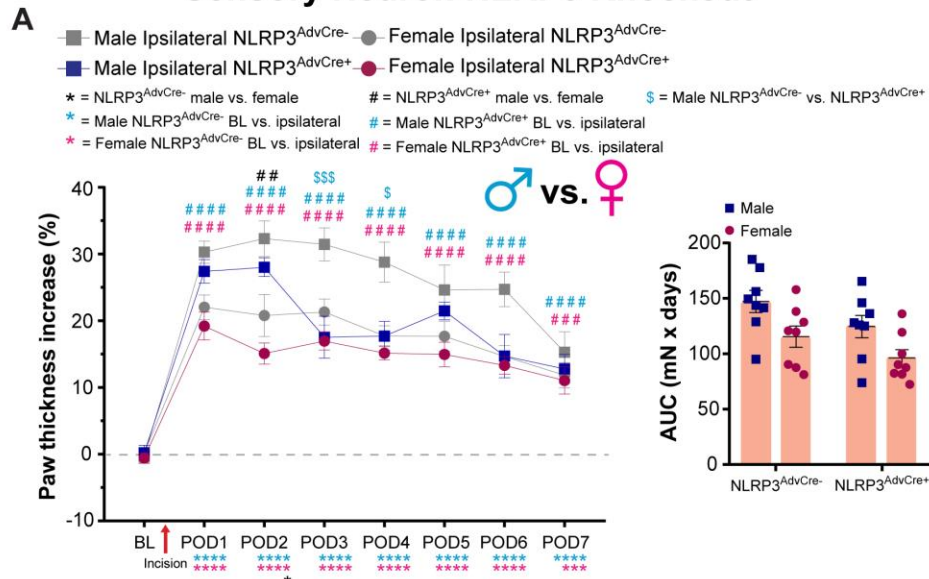 A
Male Ipsilateral NLRP3AdvCre- Female Ipsilateral NLRP3AdvCre-
Male Ipsilateral NLRP3AdvCre+ Female Ipsilateral NLRP3AdvCre+
* = NLRP3AdvCre- male vs. female # = NLRP3AdvCre+ male vs. female $ = Male NLRP3AdvCre- vs. NLRP3AdvCre+
* = Male NLRP3AdvCre- BL vs. ipsilateral # = Male NLRP3AdvCre+ BL vs. ipsilateral
* = Female NLRP3AdvCre- BL vs. ipsilateral # = Female NLRP3AdvCre+ BL vs. ipsilateral
♂ vs. ♀
Paw thickness increase (%)
40
30
20
10
0
-10
####
####
##
####
####
$$$
####
####
$
####
####
####
####
####
####
####
###
BL POD1 POD2 POD3 POD4 POD5 POD6 POD7
Incision
**** **** **** **** **** **** ****
**** **** **** **** **** **** ***
*
Male
Female
AUC (mN x days)
200
150
100
50
0
NLRP3AdvCre- NLRP3AdvCre+